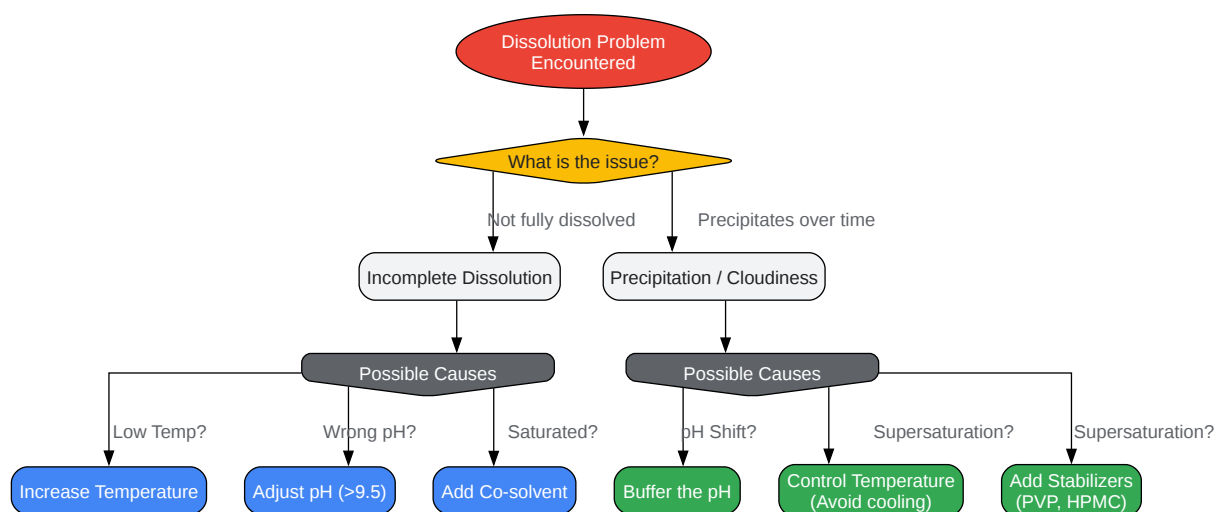 Dissolution Problem
Encountered
What is the issue?
Not fully dissolved
Precipitates over time
Incomplete Dissolution
Precipitation / Cloudiness
Possible Causes
Possible Causes
Low Temp?
Wrong pH?
Saturated?
pH Shift?
Supersaturation?
Supersaturation?
Increase Temperature
Adjust pH (>9.5)
Add Co-solvent
Buffer the pH
Control Temperature
(Avoid cooling)
Add Stabilizers
(PVP, HPMC)